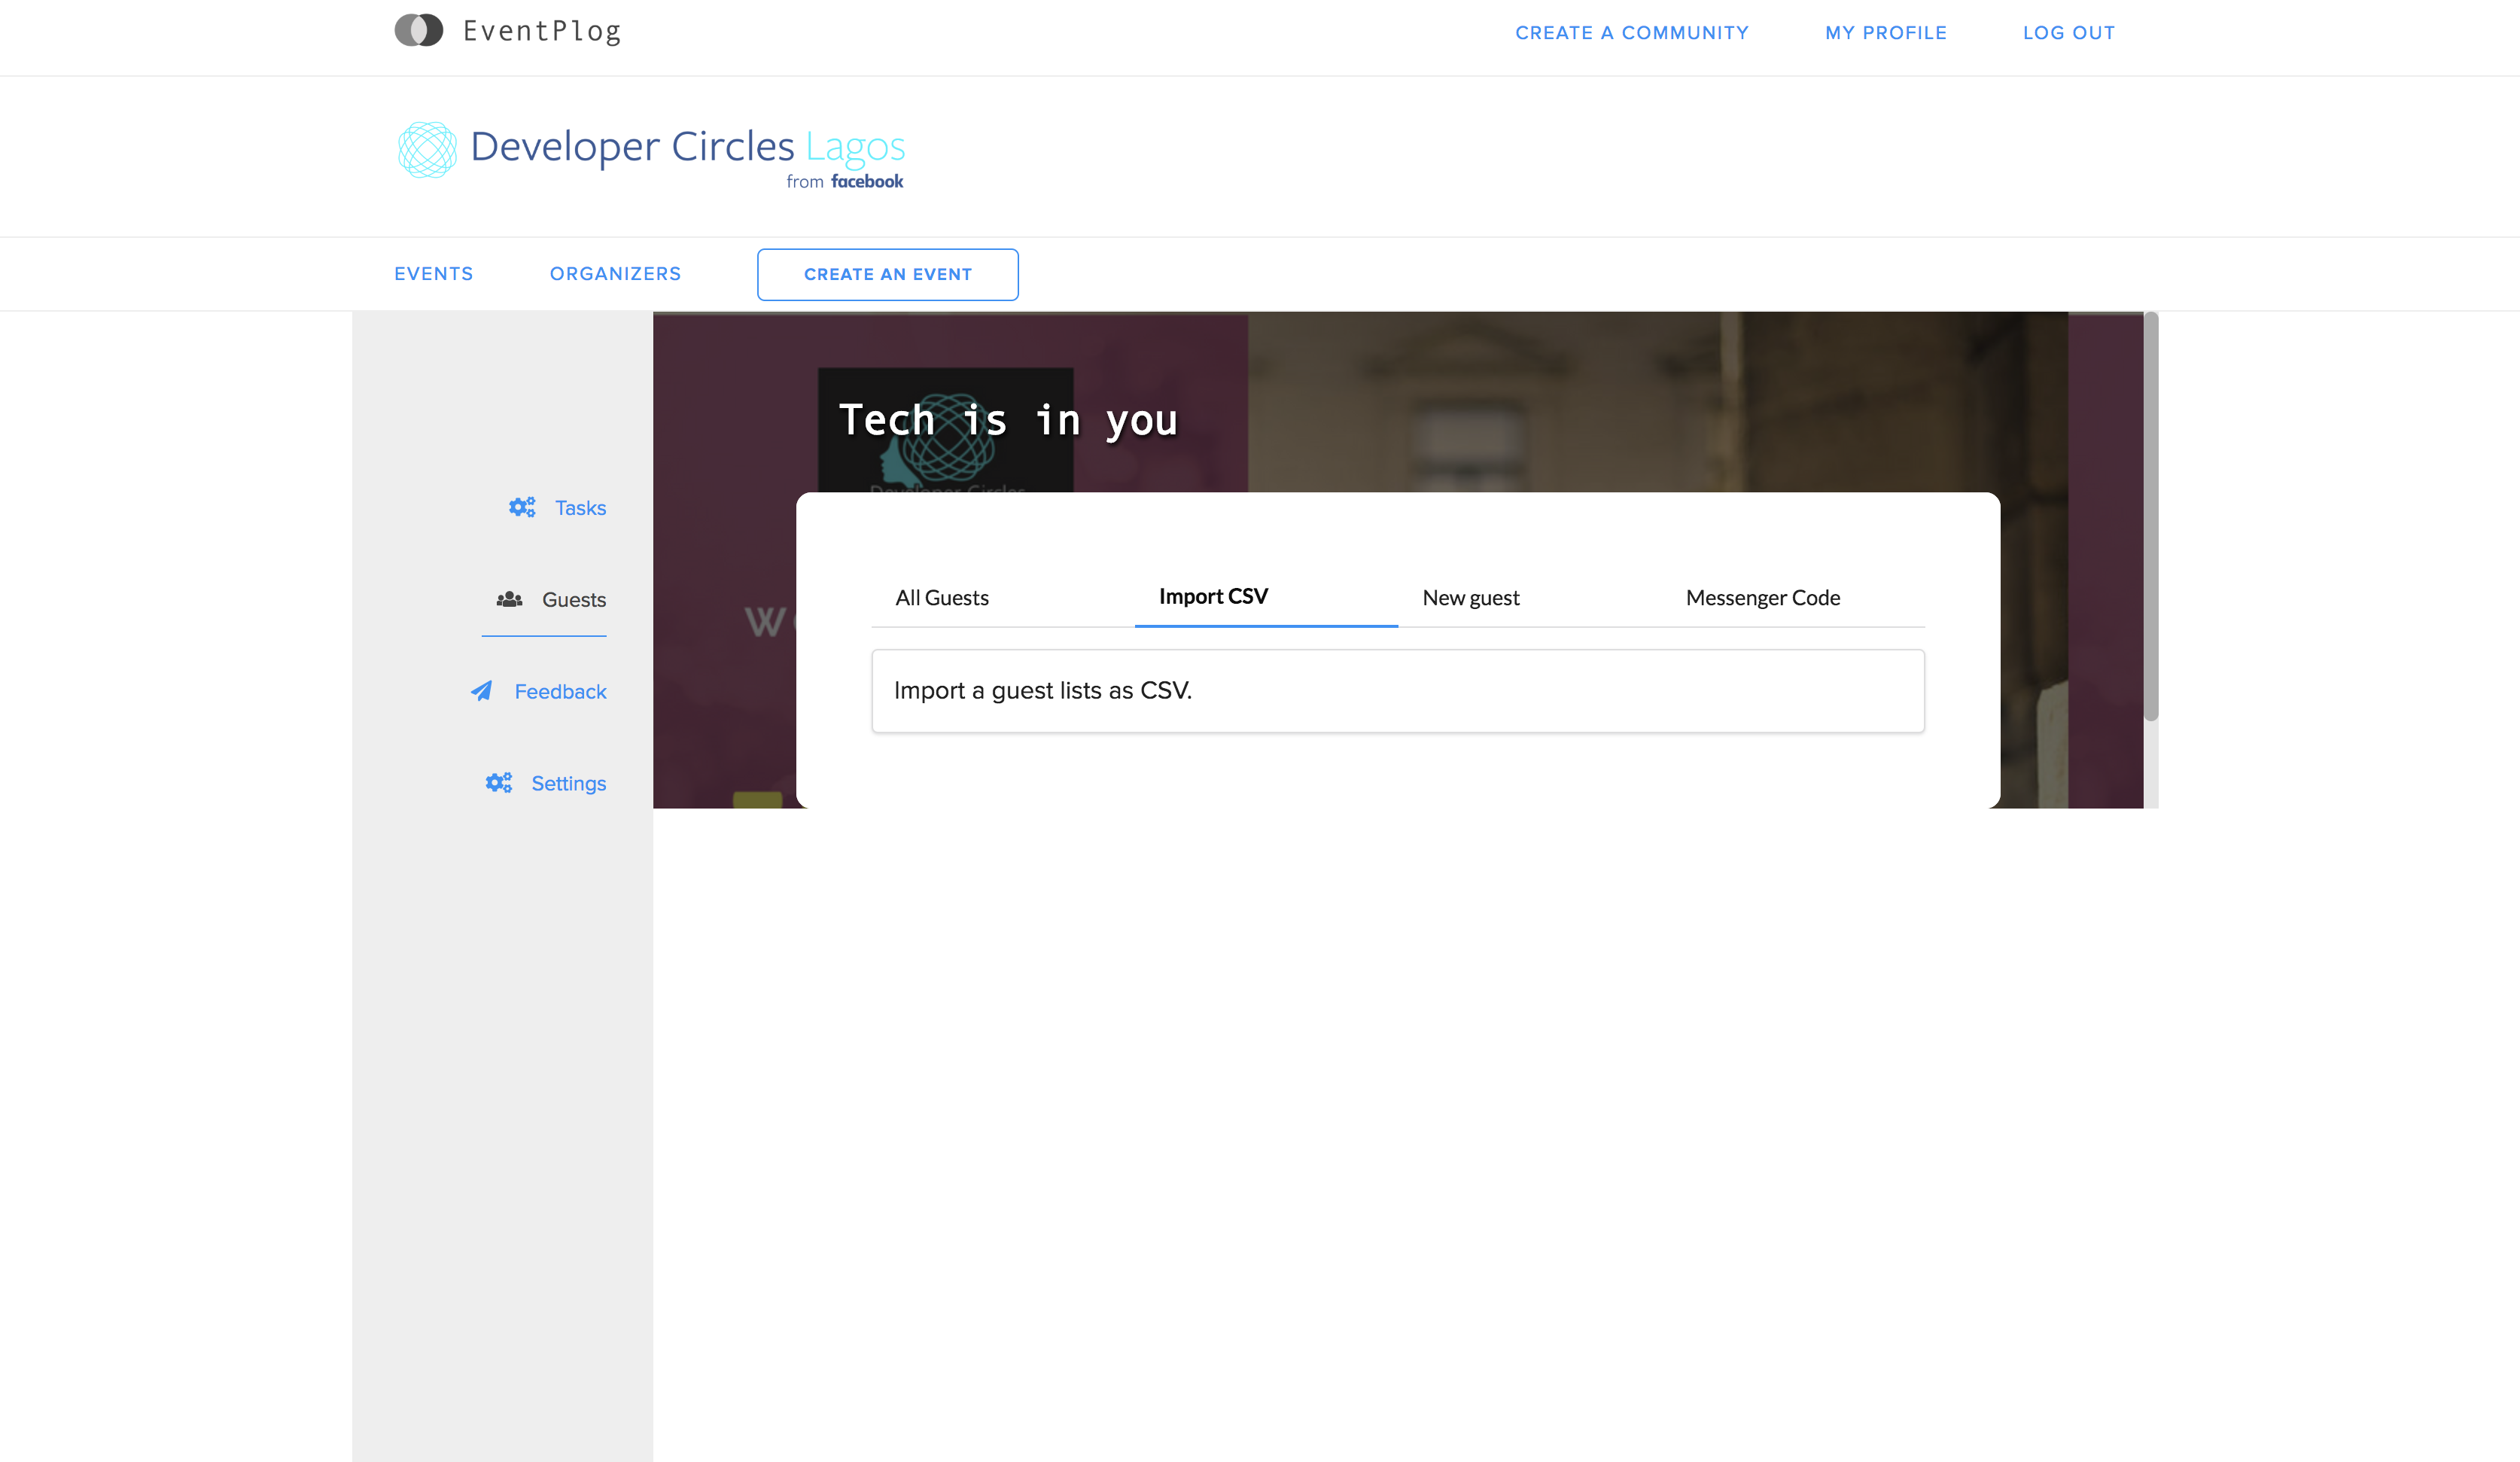 EventPlog
CREATE A COMMUNITY
MY PROFILE
LOG OUT
Developer Circles Lagos
from facebook
EVENTS
ORGANIZERS
CREATE AN EVENT
Tech is in you
Developer Circles
Tasks
Guests
Feedback
Settings
All Guests
Import CSV
New guest
Messenger Code
Import a guest lists as CSV.